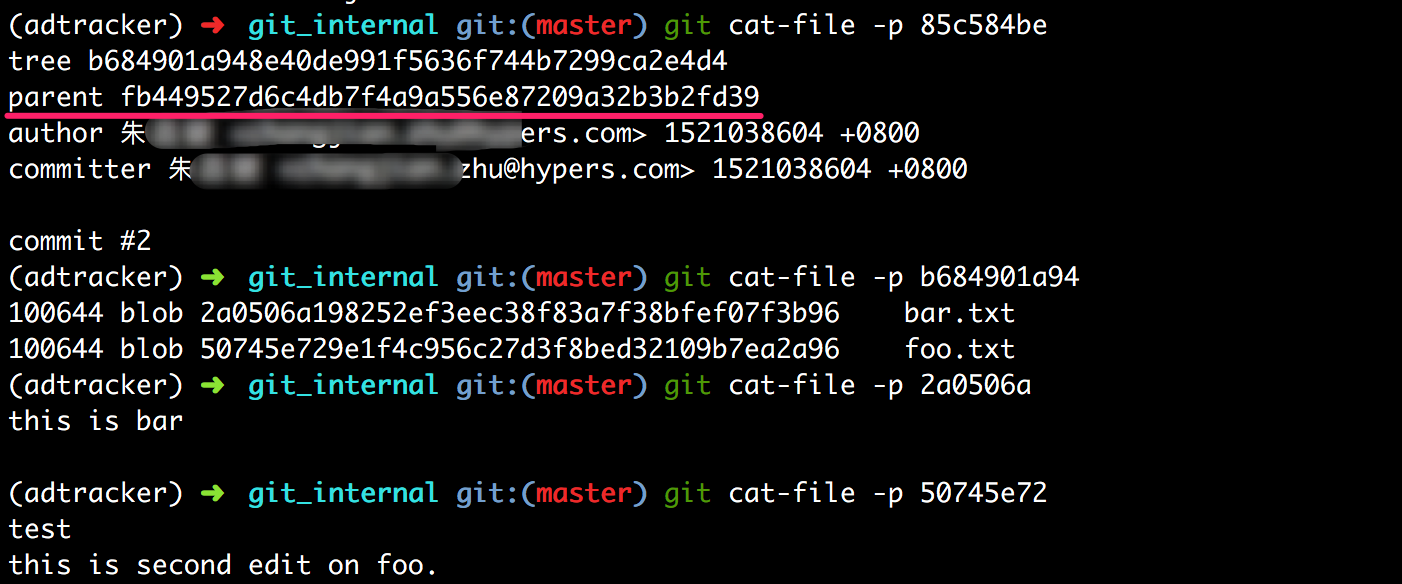 (adtracker) ➜ git_internal git:(master) git cat-file -p 85c584be
tree b684901a948e40de991f5636f744b7299ca2e4d4
parent fb449527d6c4db7f4a9a556e87209a32b3b2fd39
author 朱 ers.com> 1521038604 +0800
committer 朱 zhu@hypers.com> 1521038604 +0800
commit #2
(adtracker) ➜ git_internal git:(master) git cat-file -p b684901a94
100644 blob 2a0506a198252ef3eec38f83a7f38bfef07f3b96 bar.txt
100644 blob 50745e729e1f4c956c27d3f8bed32109b7ea2a96 foo.txt
(adtracker) ➜ git_internal git:(master) git cat-file -p 2a0506a
this is bar
(adtracker) ➜ git_internal git:(master) git cat-file -p 50745e72
test
this is second edit on foo.